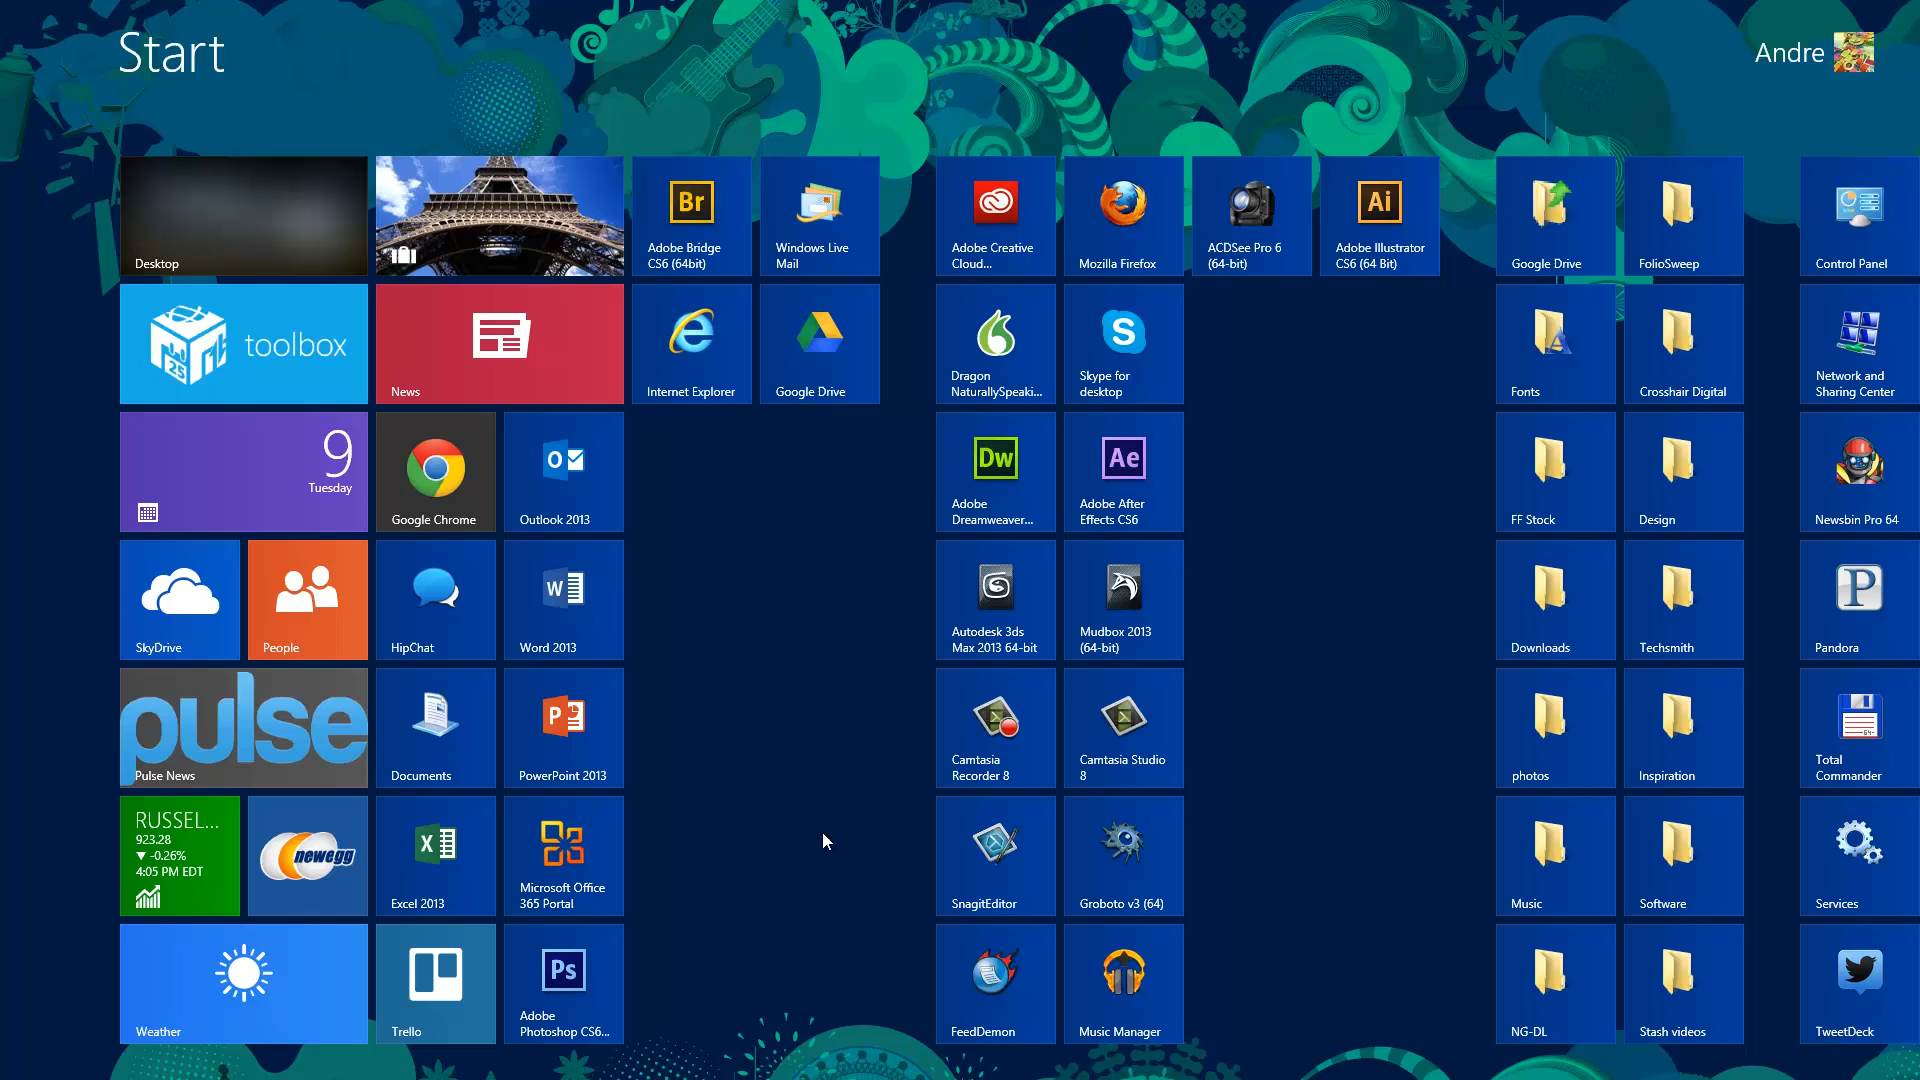 Start
Andre
Desktop
Br
Adobe Bridge
CS6 (64bit)
Windows Live
Mail
Adobe Creative
Cloud...
Mozilla Firefox
ACDSee Pro 6
(64-bit)
Ai
Adobe Illustrator
CS6 (64 Bit)
Google Drive
FolioSweep
Control Panel
25
toolbox
News
Internet Explorer
Google Drive
Dragon
NaturallySpeaki...
S
Skype for
desktop
A
Fonts
Crosshair Digital
Network and
Sharing Center
9
Tuesday
Google Chrome
O
Outlook 2013
Dw
Adobe
Dreamweaver...
Ae
Adobe After
Effects CS6
FF Stock
Design
Newsbin Pro 64
SkyDrive
People
HipChat
W
Word 2013
Autodesk 3ds
Max 2013 64-bit
Mudbox 2013
(64-bit)
Downloads
Techsmith
P
Pandora
pulse
Pulse News
Documents
P
PowerPoint 2013
Camtasia
Recorder 8
Camtasia Studio
8
photos
Inspiration
Total
Commander
RUSSEL...
923.28
▼ -0.26%
4:05 PM EDT
newegg
X
Excel 2013
Microsoft Office
365 Portal
SnagitEditor
Groboto v3 (64)
Music
Software
Services
Weather
Trello
Ps
Adobe
Photoshop CS6...
FeedDemon
Music Manager
NG-DL
Stash videos
TweetDeck